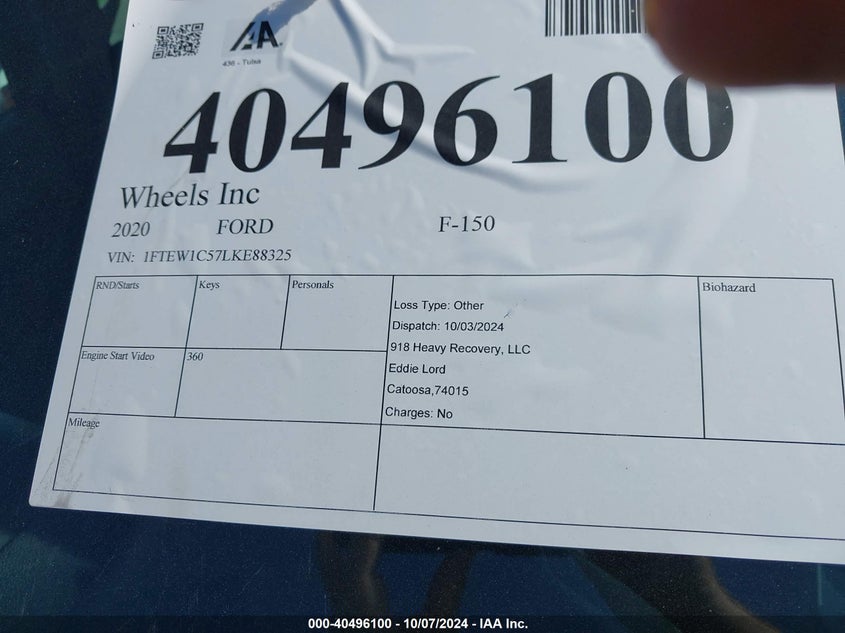 IAA
436 - Tulsa
40496100
Wheels Inc
2020 FORD F-150
VIN: 1FTEW1C57LKE88325
RND/Starts Keys Personals
Loss Type: Other
Dispatch: 10/03/2024
918 Heavy Recovery, LLC
Eddie Lord
Catoosa,74015
Charges: No
Biohazard
Engine Start Video 360
Mileage
000-40496100 - 10/07/2024 - IAA Inc.